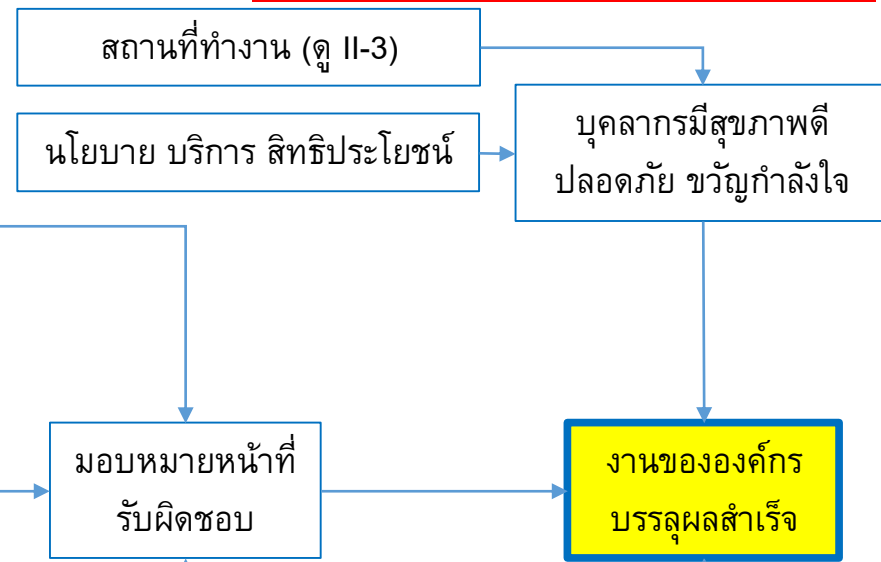 สถานที่ทำงาน (ดู II-3)
นโยบาย บริการ สิทธิประโยชน์
บุคลากรมีสุขภาพดี
ปลอดภัย ขวัญกำลังใจ
มอบหมายหน้าที่
รับผิดชอบ
งานขององค์กร
บรรลุผลสำเร็จ